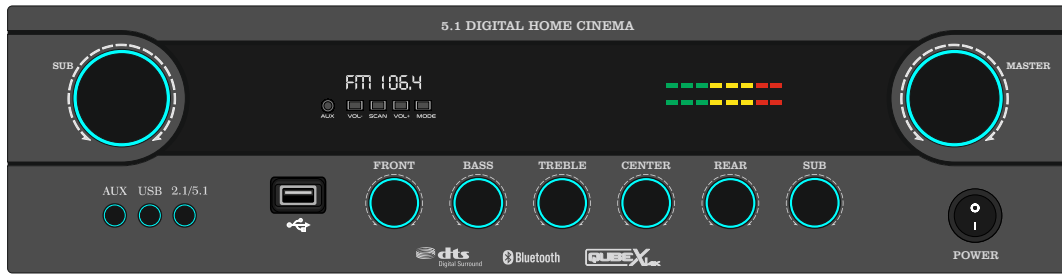 5.1 DIGITAL HOME CINEMA
SUB
MASTER
FM 106.4
AUX VOL- SCAN VOL+ MODE
FRONT BASS TREBLE CENTER REAR SUB
AUX USB 2.1/5.1
O
I
POWER
dts
Digital Surround
Bluetooth
QUBEX